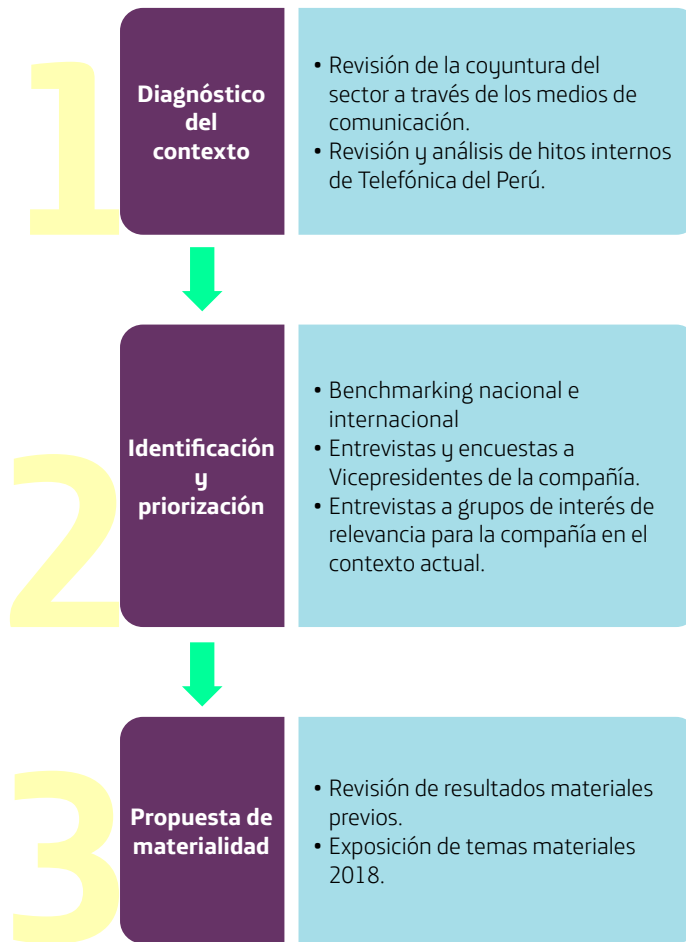 1
Diagnóstico
del
contexto
• Revisión de la coyuntura del
sector a través de los medios de
comunicación.
• Revisión y análisis de hitos internos
de Telefónica del Perú.
2
Identificación
y
priorización
• Benchmarking nacional e
internacional
• Entrevistas y encuestas a
Vicepresidentes de la compañía.
• Entrevistas a grupos de interés de
relevancia para la compañía en el
contexto actual.
3
Propuesta de
materialidad
• Revisión de resultados materiales
previos.
• Exposición de temas materiales
2018.